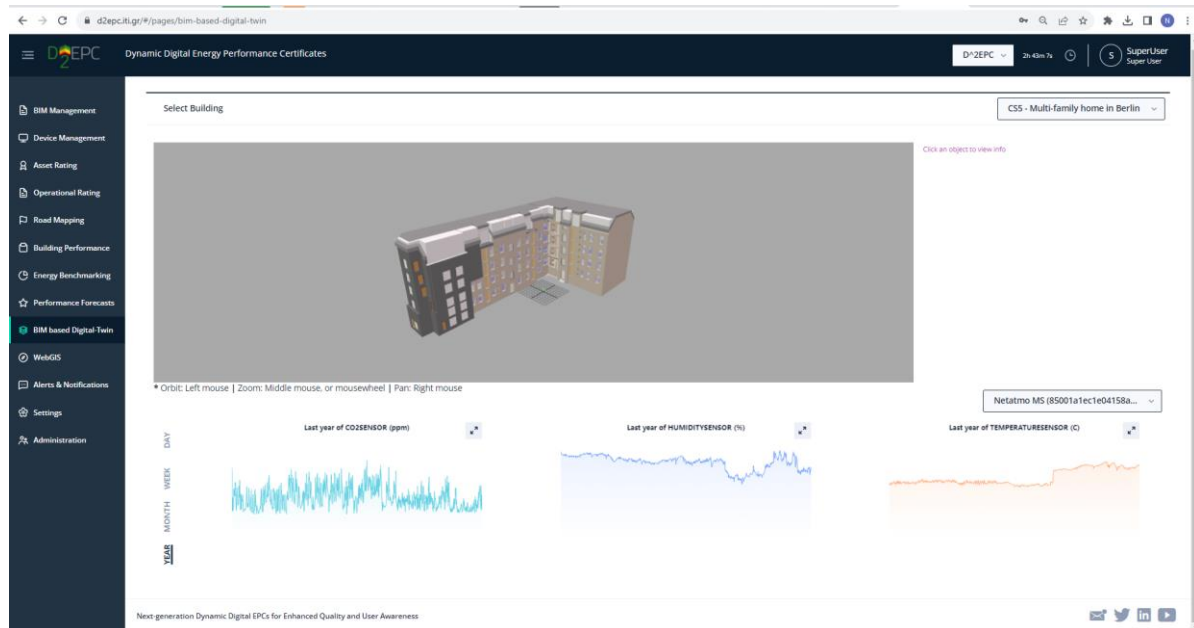 d2epc.iti.gr/#/pages/bim-based-digital-twin
N
D2EPC
Dynamic Digital Energy Performance Certificates
D^2EPC
2h 43m 7s
S
SuperUser
Super User
BIM Management
Device Management
Asset Rating
Operational Rating
Road Mapping
Building Performance
Energy Benchmarking
Performance Forecasts
BIM based Digital-Twin
WebGIS
Alerts & Notifications
Settings
Administration
Select Building
CS5 - Multi-family home in Berlin
Click an object to view info
* Orbit: Left mouse | Zoom: Middle mouse, or mousewheel | Pan: Right mouse
Netatmo MS (85001a1ec1e04158a...
DAY
WEEK
MONTH
YEAR
Last year of CO2SENSOR (ppm)
Last year of HUMIDITYSENSOR (%)
Last year of TEMPERATURESENSOR (C)
Next-generation Dynamic Digital EPCs for Enhanced Quality and User Awareness
in